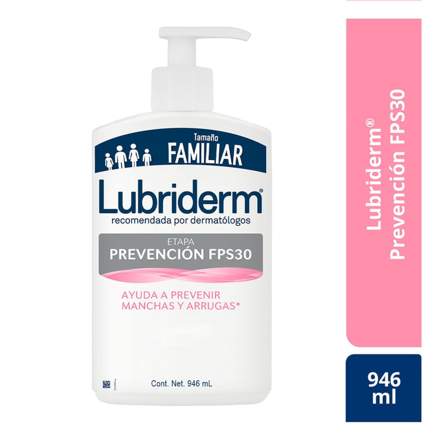 Tamaño
FAMILIAR
Lubriderm®
recomendada por dermatólogos
ETAPA
PREVENCIÓN FPS30
AYUDA A PREVENIR
MANCHAS Y ARRUGAS*
Cont. Net. 946 mL
Lubriderm®
Prevención FPS30
946
ml